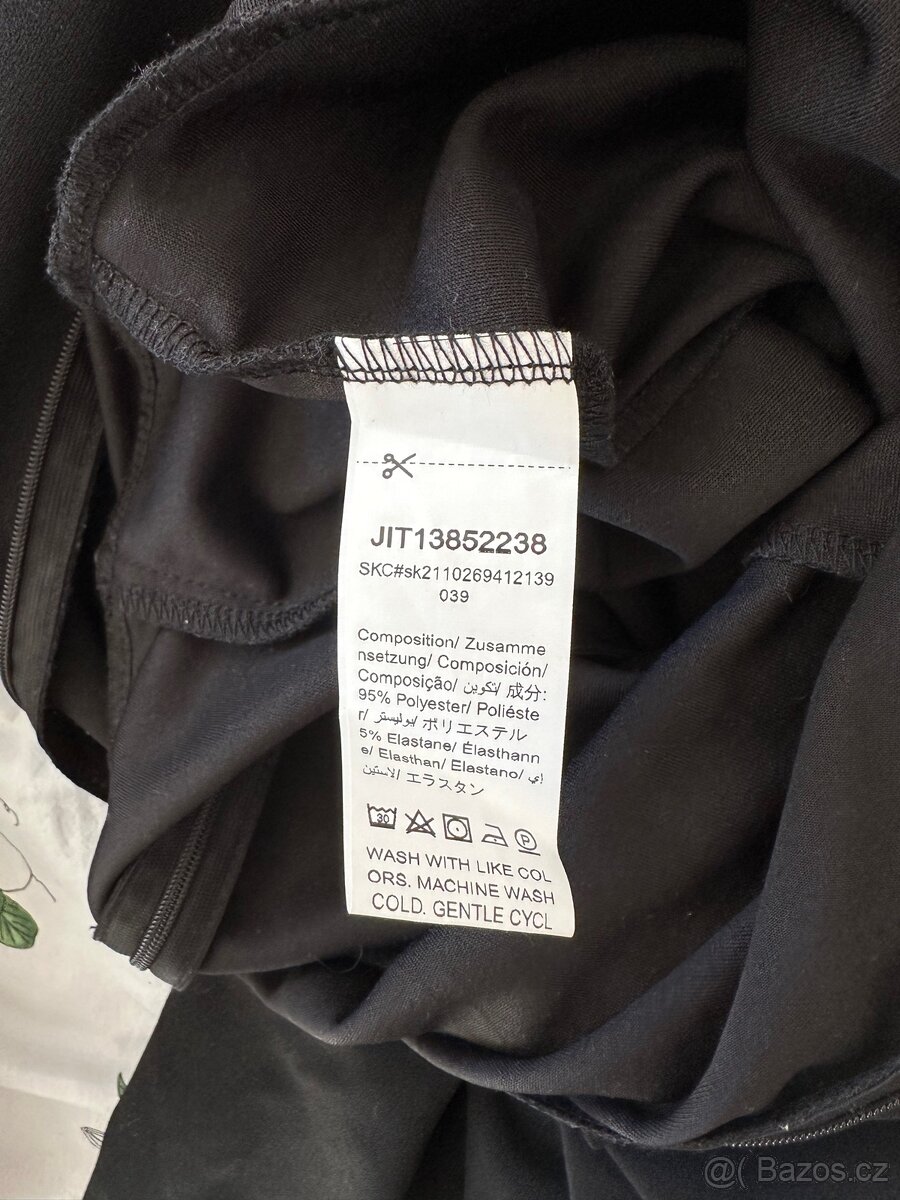 JIT13852238
SKC#sk2110269412139
039
Composition/ Zusamme
nsetzung/ Composición/
Composição/ تكوين/ 成分:
95% Polyester/ Poliéste
r/ بوليستر/ ポリエステル
5% Elastane/ Élasthann
e/ Elasthan/ Elastano/ إي
لاستين/ エラスタン
30
P
WASH WITH LIKE COL
ORS. MACHINE WASH
COLD. GENTLE CYCL
@( Bazos.cz